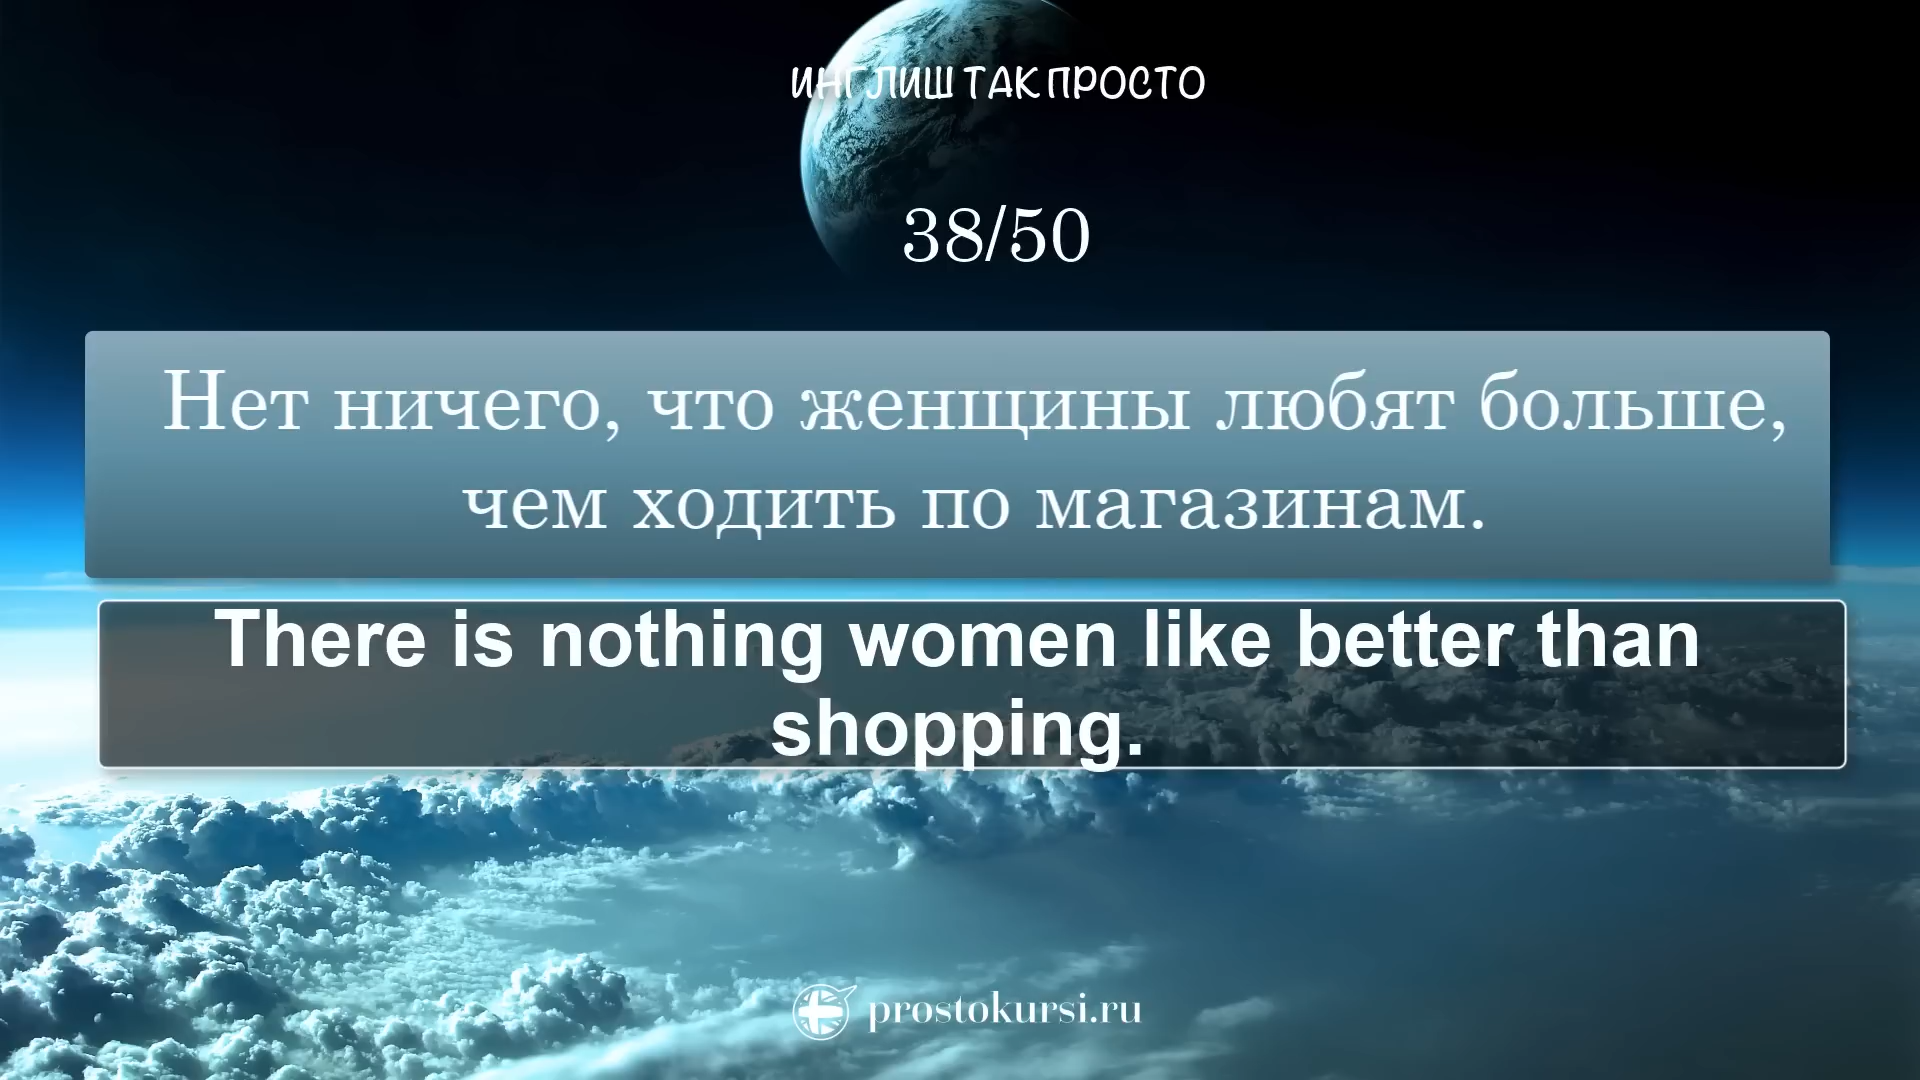 ИНГЛИШ ТАК ПРОСТО
38/50
Нет ничего, что женщины любят больше,
чем ходить по магазинам.
There is nothing women like better than
shopping.
prostokursi.ru